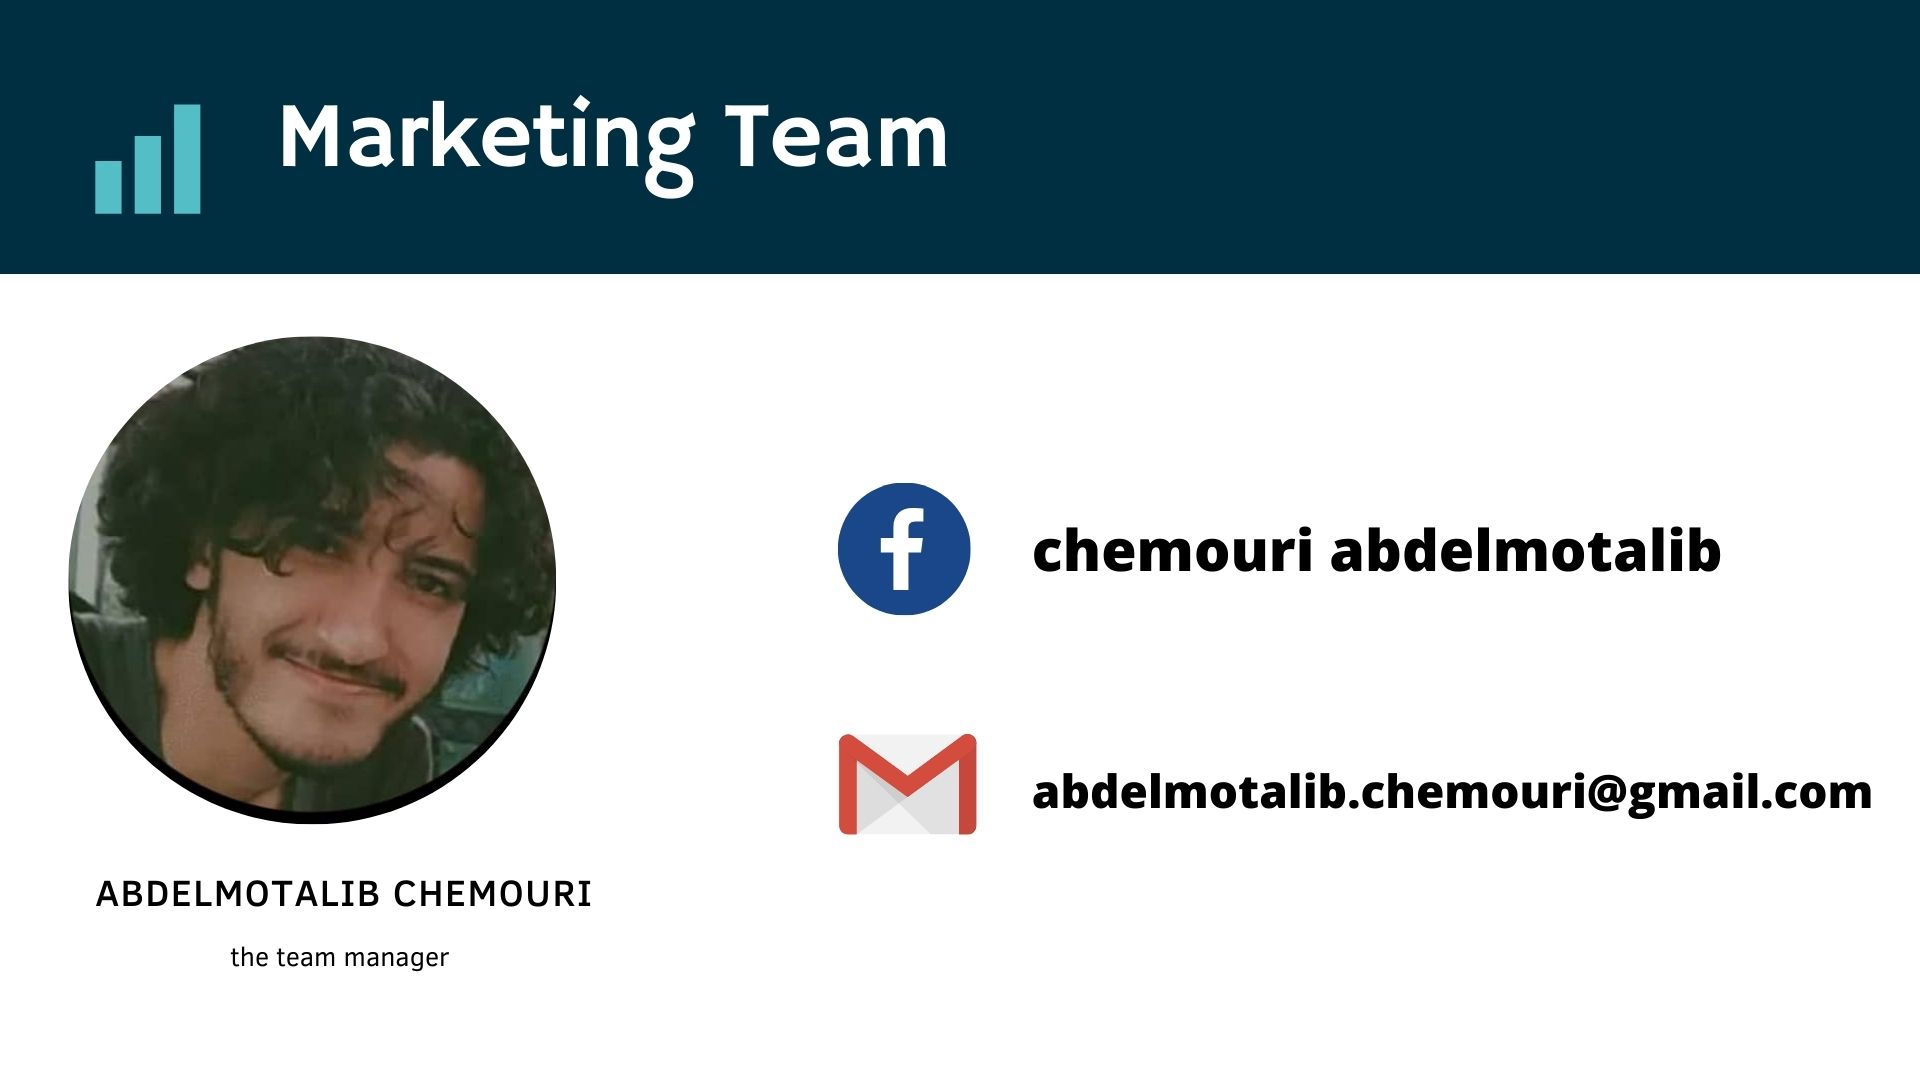 Marketing Team
chemouri abdelmotalib
abdelmotalib.chemouri@gmail.com
ABDELMOTALIB CHEMOURI
the team manager